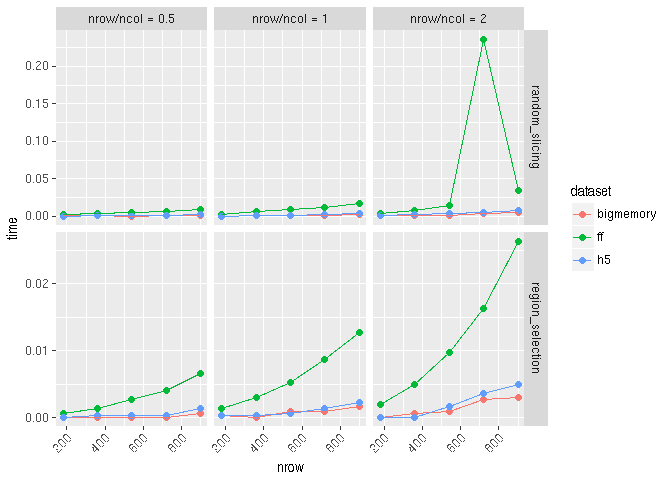 nrow/ncol = 0.5
nrow/ncol = 1
nrow/ncol = 2
0.20
0.15
0.10
0.05
0.00
random_slicing
time
dataset
bigmemory
ff
h5
0.02
0.01
0.00
region_selection
200 400 600 800 200 400 600 800 200 400 600 800
nrow